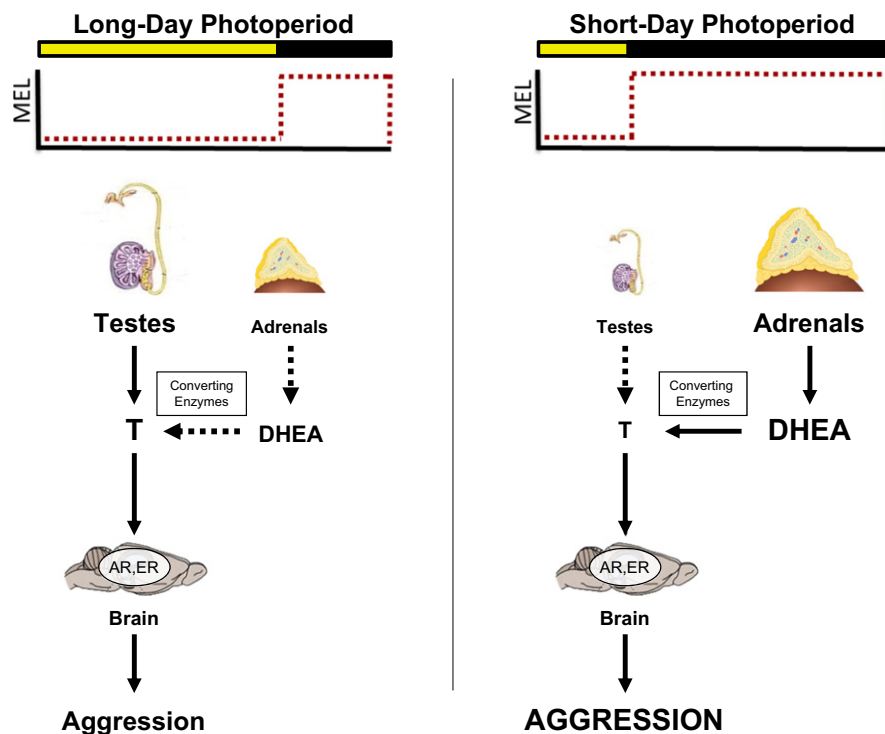 Long-Day Photoperiod
MEL
Testes
Adrenals
Converting
Enzymes
T
DHEA
AR,ER
Brain
Aggression
Short-Day Photoperiod
MEL
Testes
Adrenals
Converting
Enzymes
T
DHEA
AR,ER
Brain
AGGRESSION